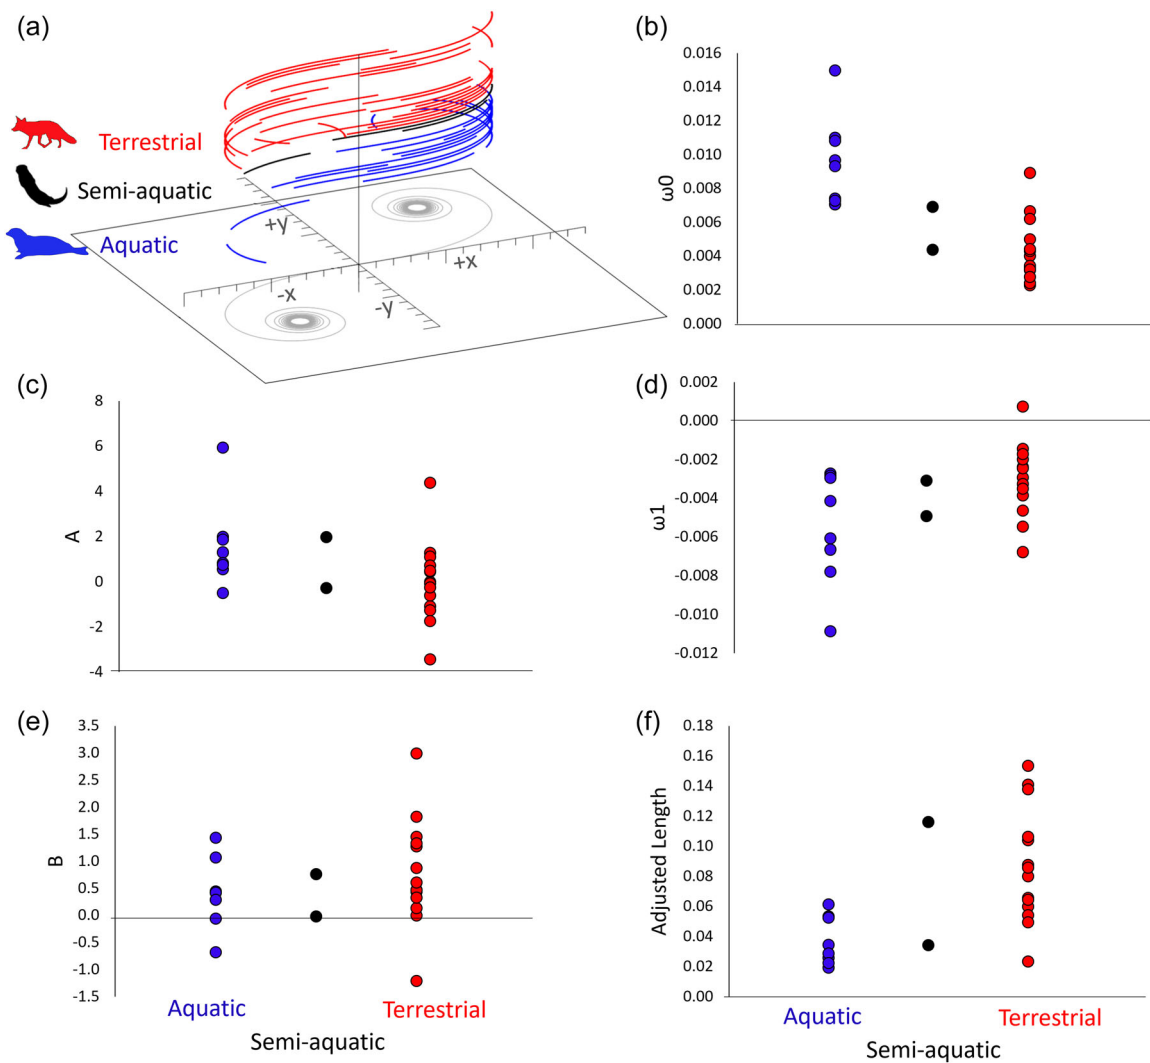 (a)
Terrestrial
Semi-aquatic
Aquatic
+y
+x
-x
-y
(b)
ω0
0.016
0.014
0.012
0.010
0.008
0.006
0.004
0.002
0.000
(c)
A
8
6
4
2
0
-2
-4
(d)
ω1
0.002
0.000
-0.002
-0.004
-0.006
-0.008
-0.010
-0.012
(e)
B
3.5
3.0
2.5
2.0
1.5
1.0
0.5
0.0
-0.5
-1.0
-1.5
Aquatic
Terrestrial
Semi-aquatic
(f)
Adjusted Length
0.18
0.16
0.14
0.12
0.10
0.08
0.06
0.04
0.02
0.00
Aquatic
Terrestrial
Semi-aquatic